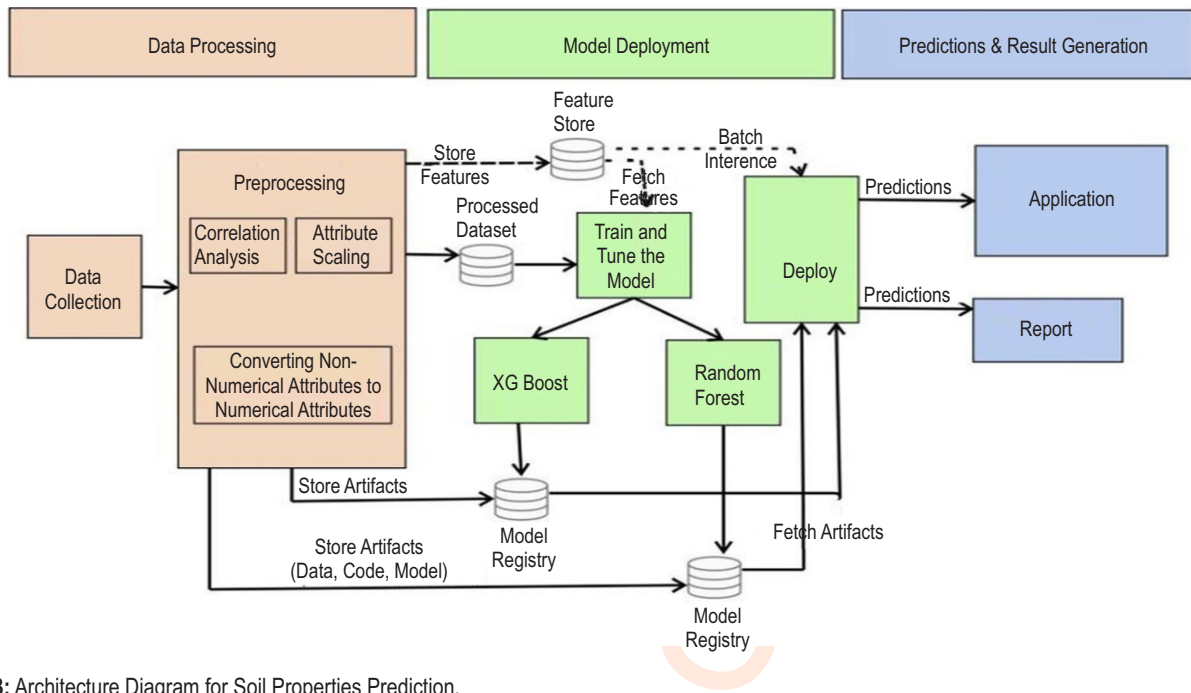 Data Processing
Model Deployment
Predictions & Result Generation
Feature
Store
Batch
Interence
Store
Features
Fetch
Features
Preprocessing
Correlation
Analysis
Attribute
Scaling
Converting Non-
Numerical Attributes to
Numerical Attributes
Data
Collection
Processed
Dataset
Train and
Tune the
Model
XG Boost
Random
Forest
Deploy
Predictions
Application
Predictions
Report
Store Artifacts
Model
Registry
Store Artifacts
(Data, Code, Model)
Fetch Artifacts
Model
Registry
: Architecture Diagram for Soil Properties Prediction.